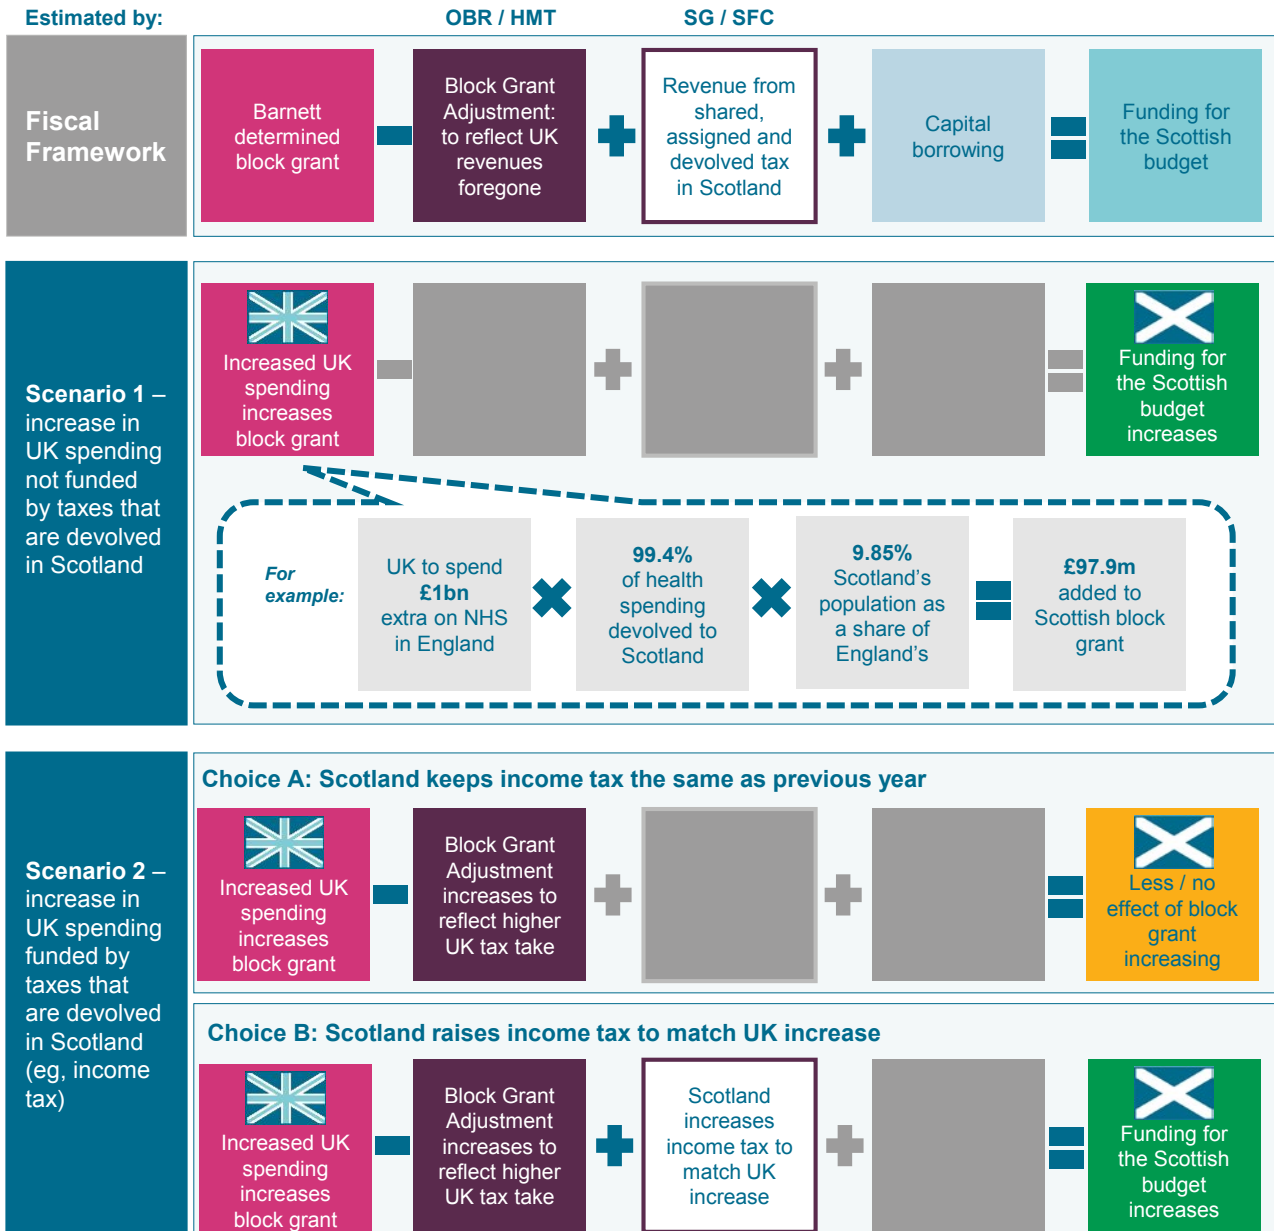 Estimated by:
OBR / HMT
SG / SFC
Fiscal
Framework
Barnett
determined
block grant
Block Grant
Adjustment:
to reflect UK
revenues
foregone
Revenue from
shared,
assigned and
devolved tax
in Scotland
Capital
borrowing
Funding for
the Scottish
budget
Scenario 1 –
increase in
UK spending
not funded
by taxes that
are devolved
in Scotland
Increased UK
spending
increases
block grant
Funding for
the Scottish
budget
increases
For
example:
UK to spend
£1bn
extra on NHS
in England
99.4%
of health
spending
devolved to
Scotland
9.85%
Scotland's
population as
a share of
England's
£97.9m
added to
Scottish block
grant
Scenario 2 –
increase in
UK spending
funded by
taxes that
are devolved
in Scotland
(eg, income
tax)
Choice A: Scotland keeps income tax the same as previous year
Increased UK
spending
increases
block grant
Block Grant
Adjustment
increases to
reflect higher
UK tax take
Less / no
effect of block
grant
increasing
Choice B: Scotland raises income tax to match UK increase
Increased UK
spending
increases
block grant
Block Grant
Adjustment
increases to
reflect higher
UK tax take
Scotland
increases
income tax to
match UK
increase
Funding for
the Scottish
budget
increases